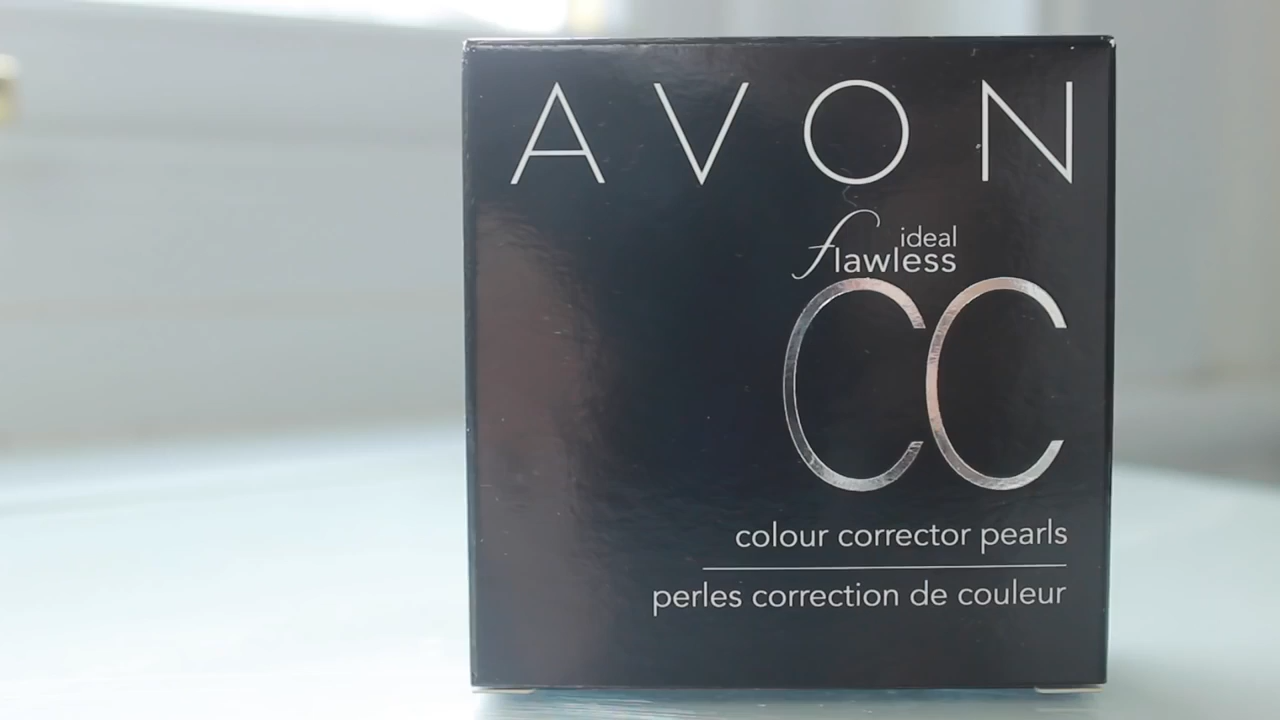 AVON
ideal
flawless
CC
colour corrector pearls
perles correction de couleur